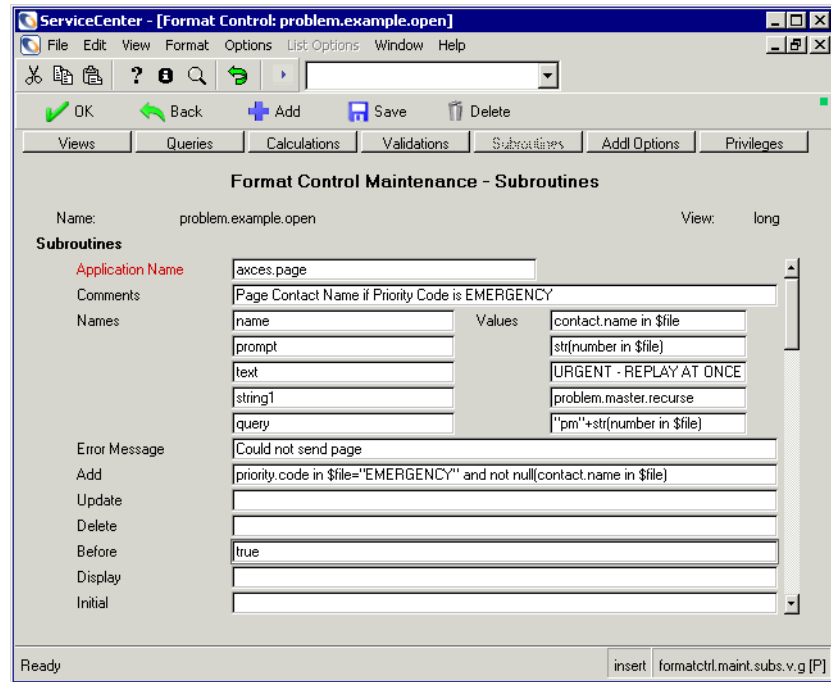 ServiceCenter - [Format Control: problem.example.open]
File Edit View Format Options List Options Window Help
OK Back Add Save Delete
Views Queries Calculations Validations Subroutines Addl Options Privileges
Format Control Maintenance - Subroutines
Name: problem.example.open View: long
Subroutines
Application Name axces.page
Comments Page Contact Name if Priority Code is EMERGENCY
Names name Values contact.name in $file
prompt str(number in $file)
text URGENT - REPLAY AT ONCE
string1 problem.master.recurse
query "pm"+str(number in $file)
Error Message Could not send page
Add priority.code in $file="EMERGENCY" and not null(contact.name in $file)
Update
Delete
Before true
Display
Initial
Ready insert formatctrl.maint.subs.v.g [P]